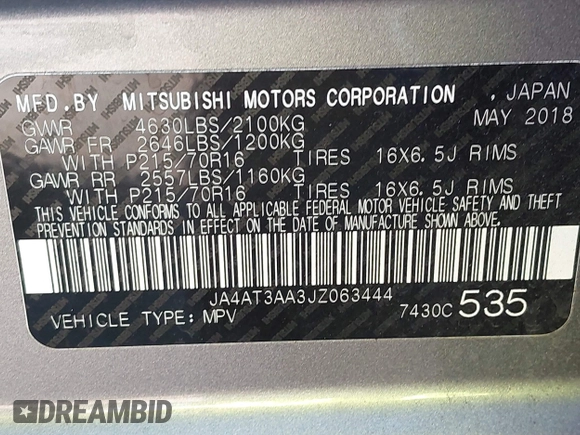 MFD. BY MITSUBISHI MOTORS CORPORATION , JAPAN
GVWR 4630LBS/2100KG MAY 2018
GAWR FR 2646LBS/1200KG
WITH P215/70R16 TIRES 16X6.5J RIMS
GAWR RR 2557LBS/1160KG
WITH P215/70R16 TIRES 16X6.5J RIMS
THIS VEHICLE CONFORMS TO ALL APPLICABLE FEDERAL MOTOR VEHICLE SAFETY AND THEFT
PREVENTION STANDARDS IN EFFECT ON THE DATE OF MANUFACTURE SHOWN ABOVE.
JA4AT3AA3JZ063444
VEHICLE TYPE: MPV 7430C 535
DREAMBID